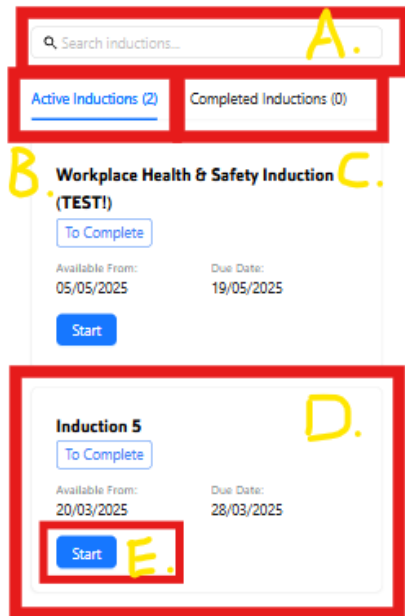 Search inductions... A.
Active Inductions (2) Completed Inductions (0)
B. C.
Workplace Health & Safety Induction
(TEST!)
To Complete
Available From: Due Date:
05/05/2025 19/05/2025
Start
D.
Induction 5
To Complete
Available From: Due Date:
20/03/2025 28/03/2025
Start E.